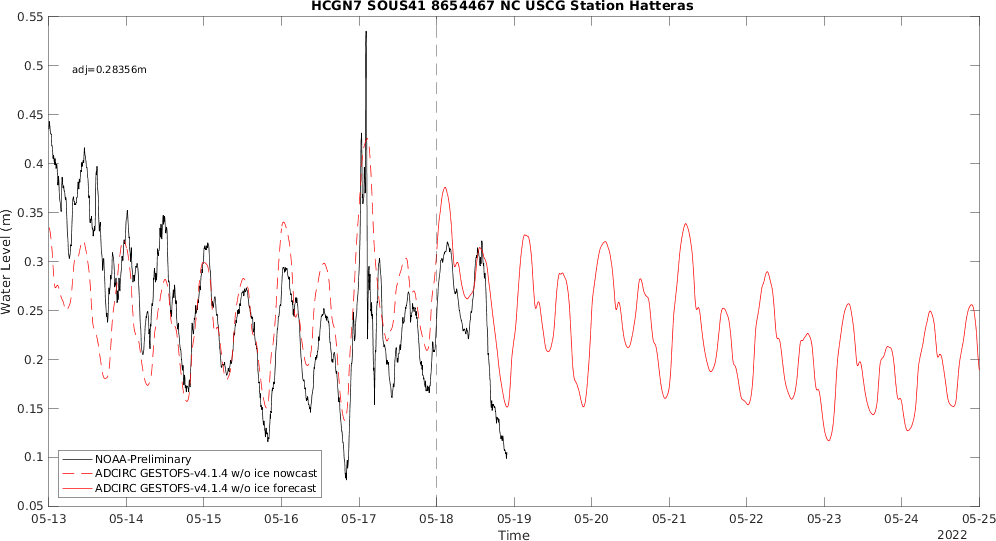 HCGN7 SOUS41 8654467 NC USCG Station Hatteras
0.55
0.5
0.45
0.4
0.35
0.3
0.25
0.2
0.15
0.1
0.05
Water Level (m)
adj=0.28356m
NOAA-Preliminary
ADCIRC GESTOFS-v4.1.4 w/o ice nowcast
ADCIRC GESTOFS-v4.1.4 w/o ice forecast
05-13 05-14 05-15 05-16 05-17 05-18 05-19 05-20 05-21 05-22 05-23 05-24 05-25
Time
2022